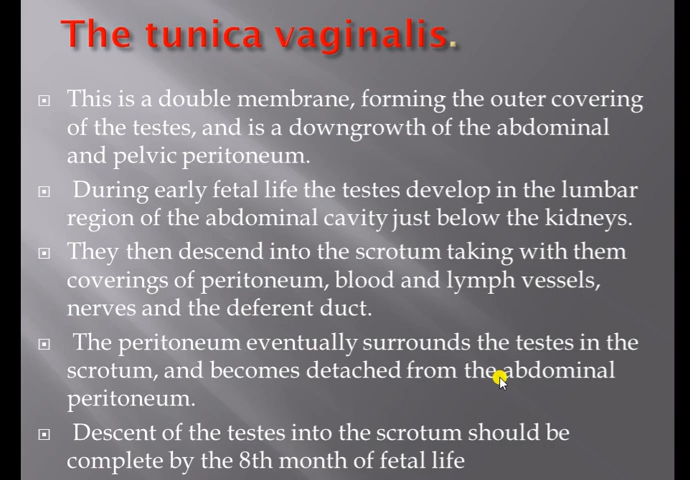 The tunica vaginalis.
This is a double membrane, forming the outer covering
of the testes, and is a downgrowth of the abdominal
and pelvic peritoneum.
During early fetal life the testes develop in the lumbar
region of the abdominal cavity just below the kidneys.
They then descend into the scrotum taking with them
coverings of peritoneum, blood and lymph vessels,
nerves and the deferent duct.
The peritoneum eventually surrounds the testes in the
scrotum, and becomes detached from the abdominal
peritoneum.
Descent of the testes into the scrotum should be
complete by the 8th month of fetal life